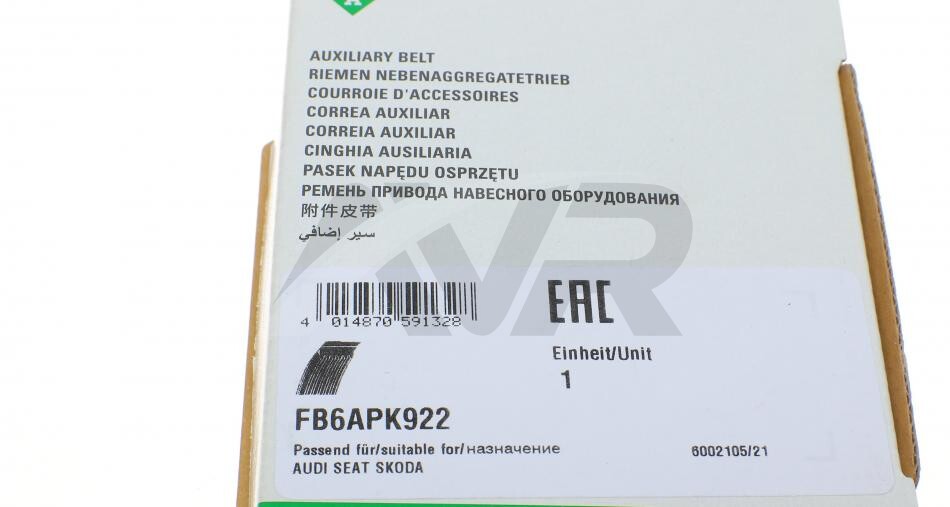 A
AUXILIARY BELT
RIEMEN NEBENAGGREGATETRIEB
COURROIE D'ACCESSOIRES
CORREA AUXILIAR
CORREIA AUXILIAR
CINGHIA AUSILIARIA
PASEK NAPĘDU OSPRZĘTU
РЕМЕНЬ ПРИВОДА НАВЕСНОГО ОБОРУДОВАНИЯ
附件皮带
سير إضافي
AVR
EAC
4 014870 591328
Einheit/Unit
1
FB6APK922
Passend für/suitable for/назначение
6002105/21
AUDI SEAT SKODA